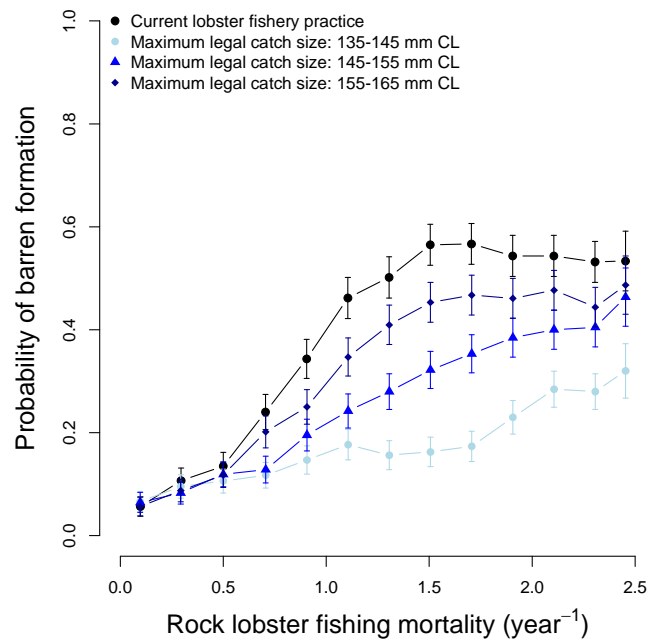 Current lobster fishery practice
Maximum legal catch size: 135-145 mm CL
Maximum legal catch size: 145-155 mm CL
Maximum legal catch size: 155-165 mm CL
Probability of barren formation
1.0
0.8
0.6
0.4
0.2
0.0
0.0 0.5 1.0 1.5 2.0 2.5
Rock lobster fishing mortality (year⁻¹)